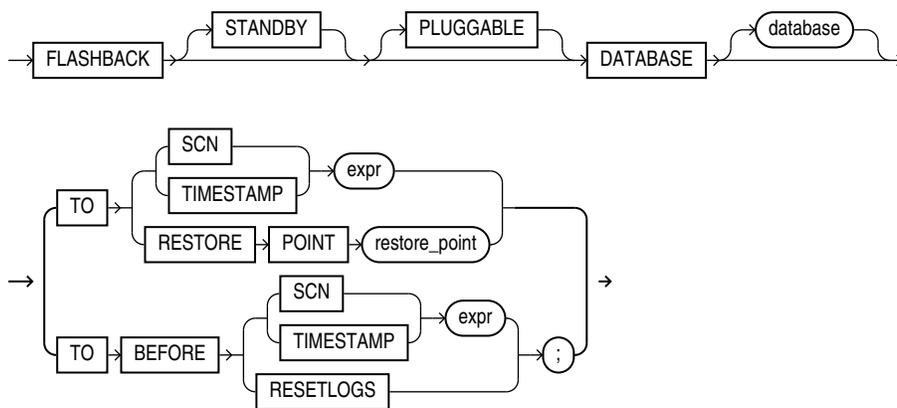 STANDBY PLUGGABLE database
FLASHBACK DATABASE
SCN
expr
TIMESTAMP
TO
RESTORE POINT restore_point
SCN
expr
TIMESTAMP
TO BEFORE ;
RESETLOGS